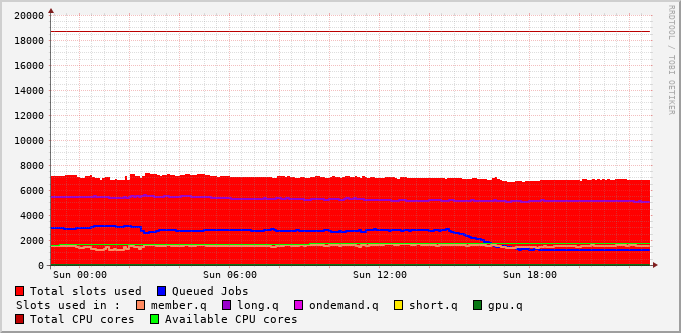 20000
18000
16000
14000
12000
10000
8000
6000
4000
2000
0
Sun 00:00 Sun 06:00 Sun 12:00 Sun 18:00
RRDTOOL / TOBI OETIKER
Total slots used Queued Jobs
Slots used in : member.q long.q ondemand.q short.q gpu.q
Total CPU cores Available CPU cores